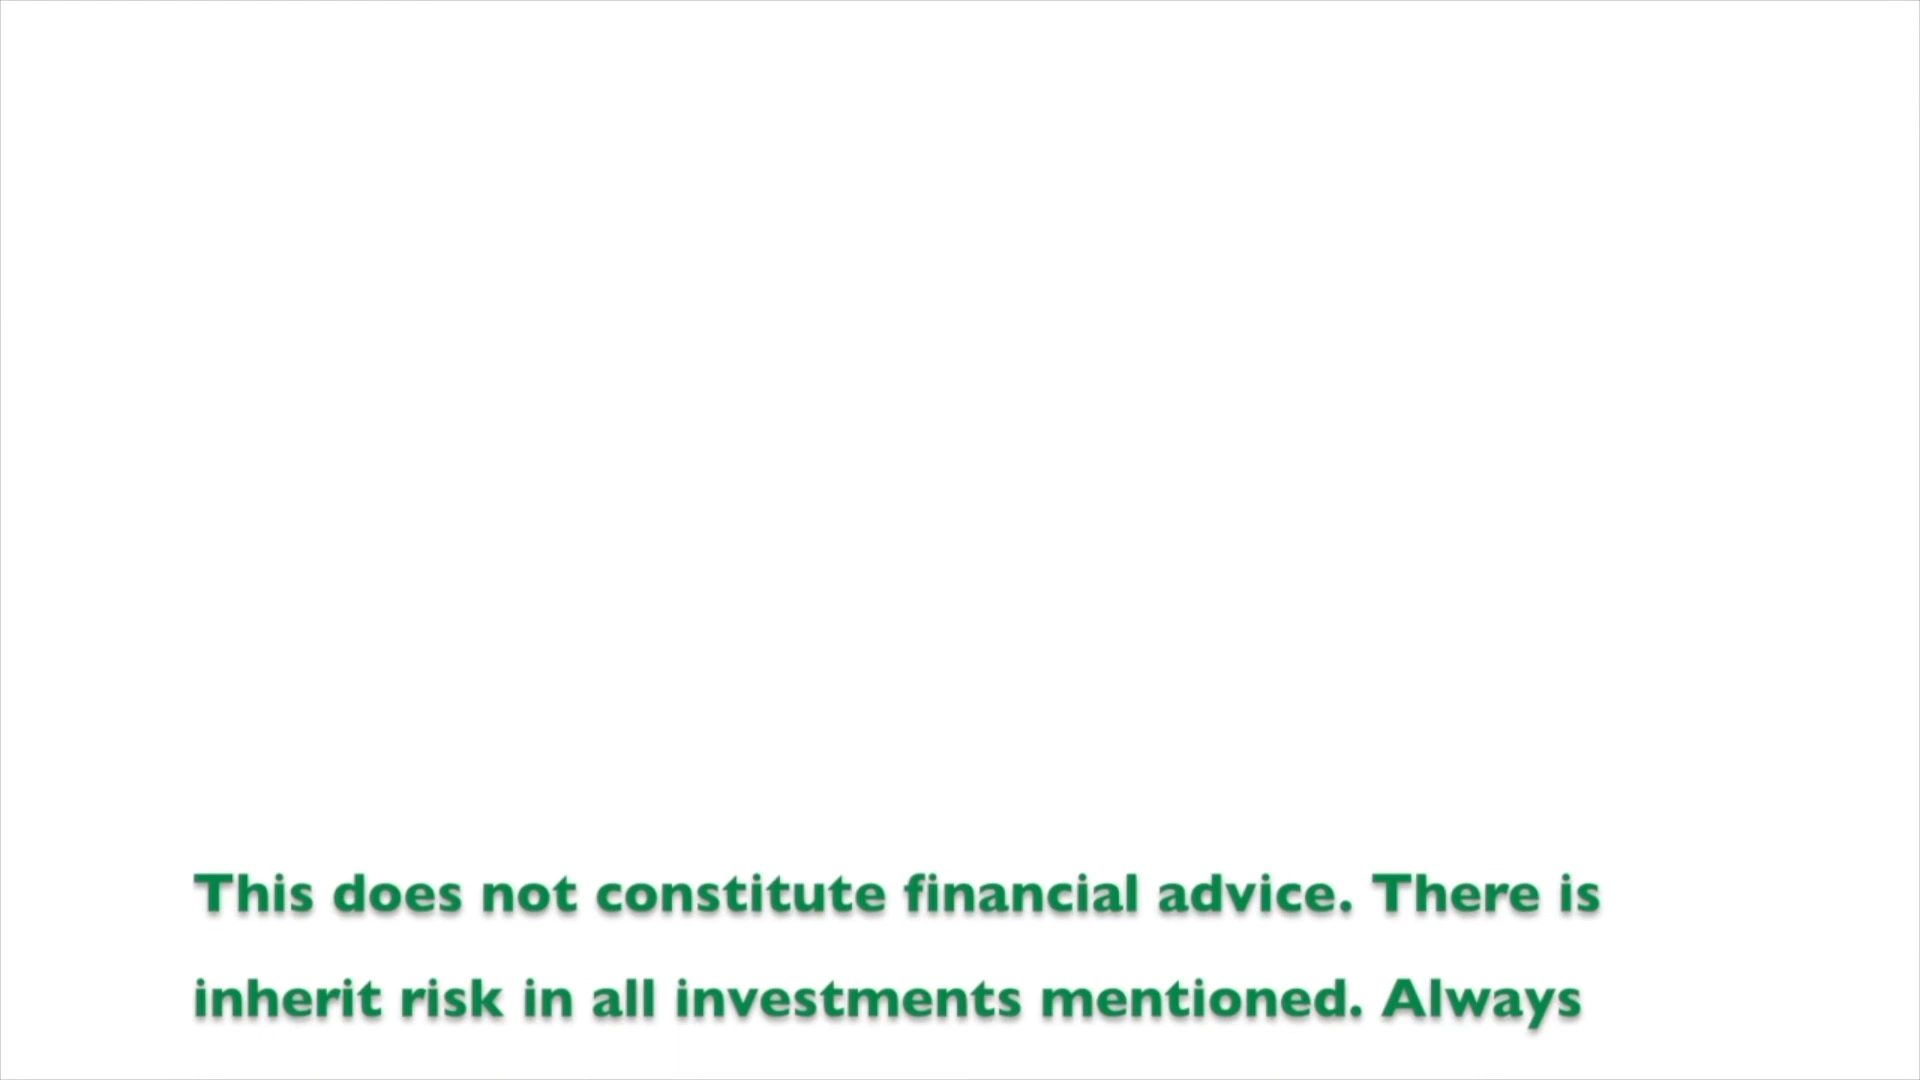 This does not constitute financial advice. There is
inherit risk in all investments mentioned. Always